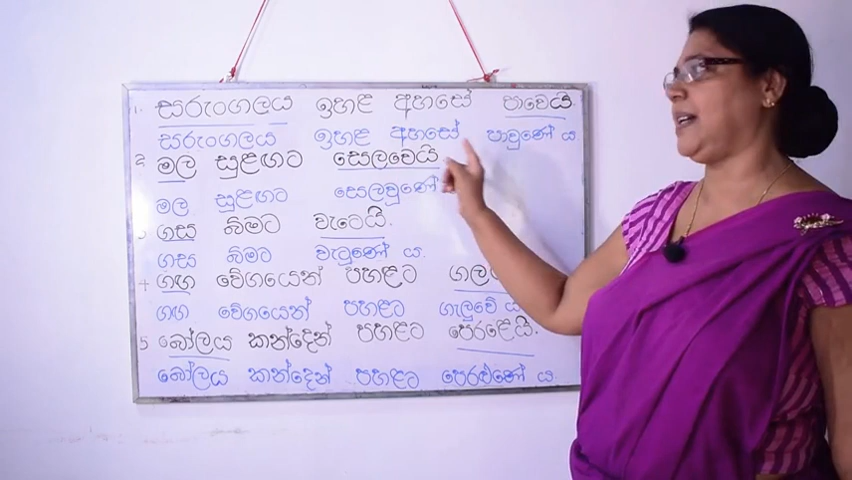 1. සරුංගලය ඉහළ අහසේ පාවෙයි.
සරුංගලය ඉහළ අහසේ පාවුණේ ය
2 මල සුළඟට සෙලවෙයි
මල සුළඟට සෙලවුණේ
3 ගස බිමට වැටෙයි.
ගස බිමට වැටුණේ ය.
4 ගඟ වේගයෙන් පහළට
ගඟ වේගයෙන් පහළට ගැලුවේ ය
5 බෝලය කන්දෙන් පහළට පෙරළෙයි.
බෝලය කන්දෙන් පහළට පෙරළුණේ ය.